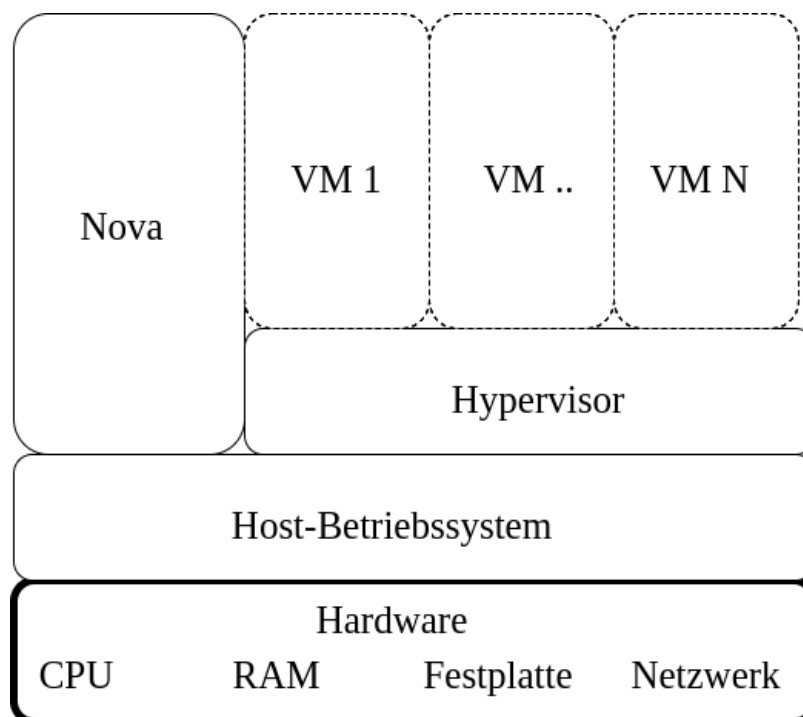 VM 1
VM ..
VM N
Nova
Hypervisor
Host-Betriebssystem
Hardware
CPU
RAM
Festplatte
Netzwerk